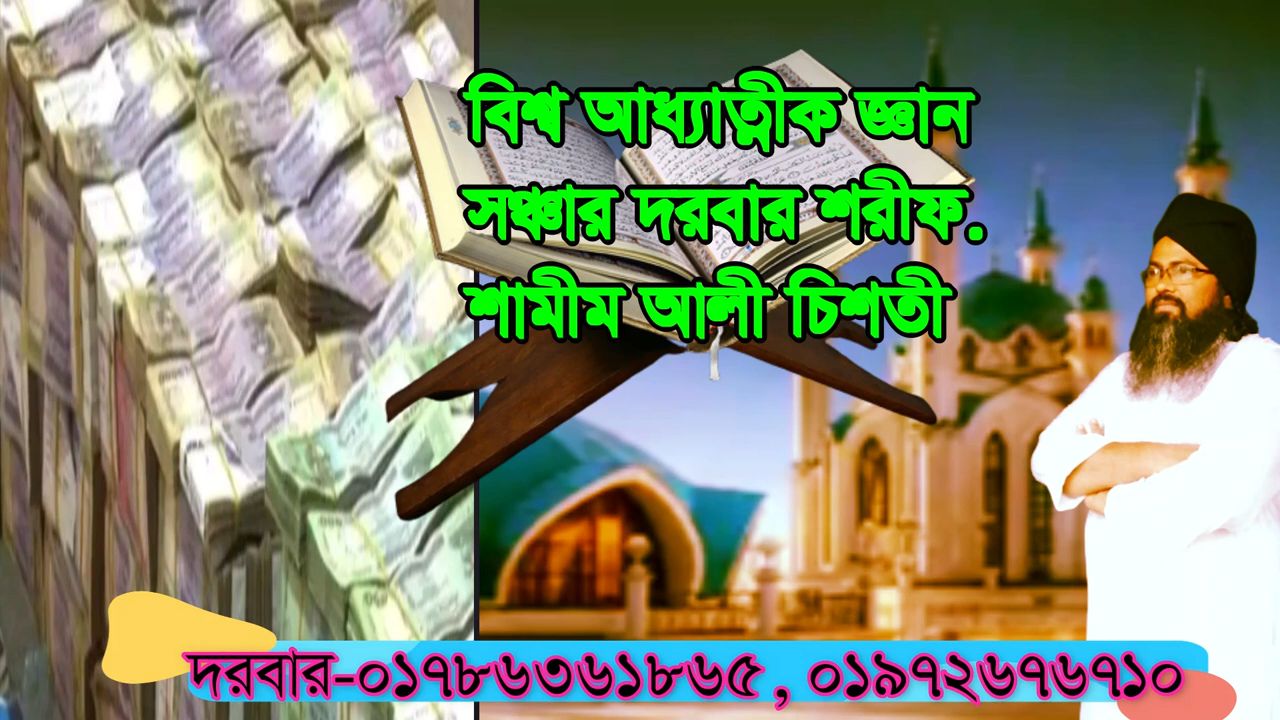 বিশ্ব আধ্যাত্নীক জ্ঞান
সঞ্চার দরবার শরীফ.
শামীম আলী চিশতী
দরবার-০১৭৮৬৩৬১৮৬৫, ০১৯৭২৬৭৬৭১০